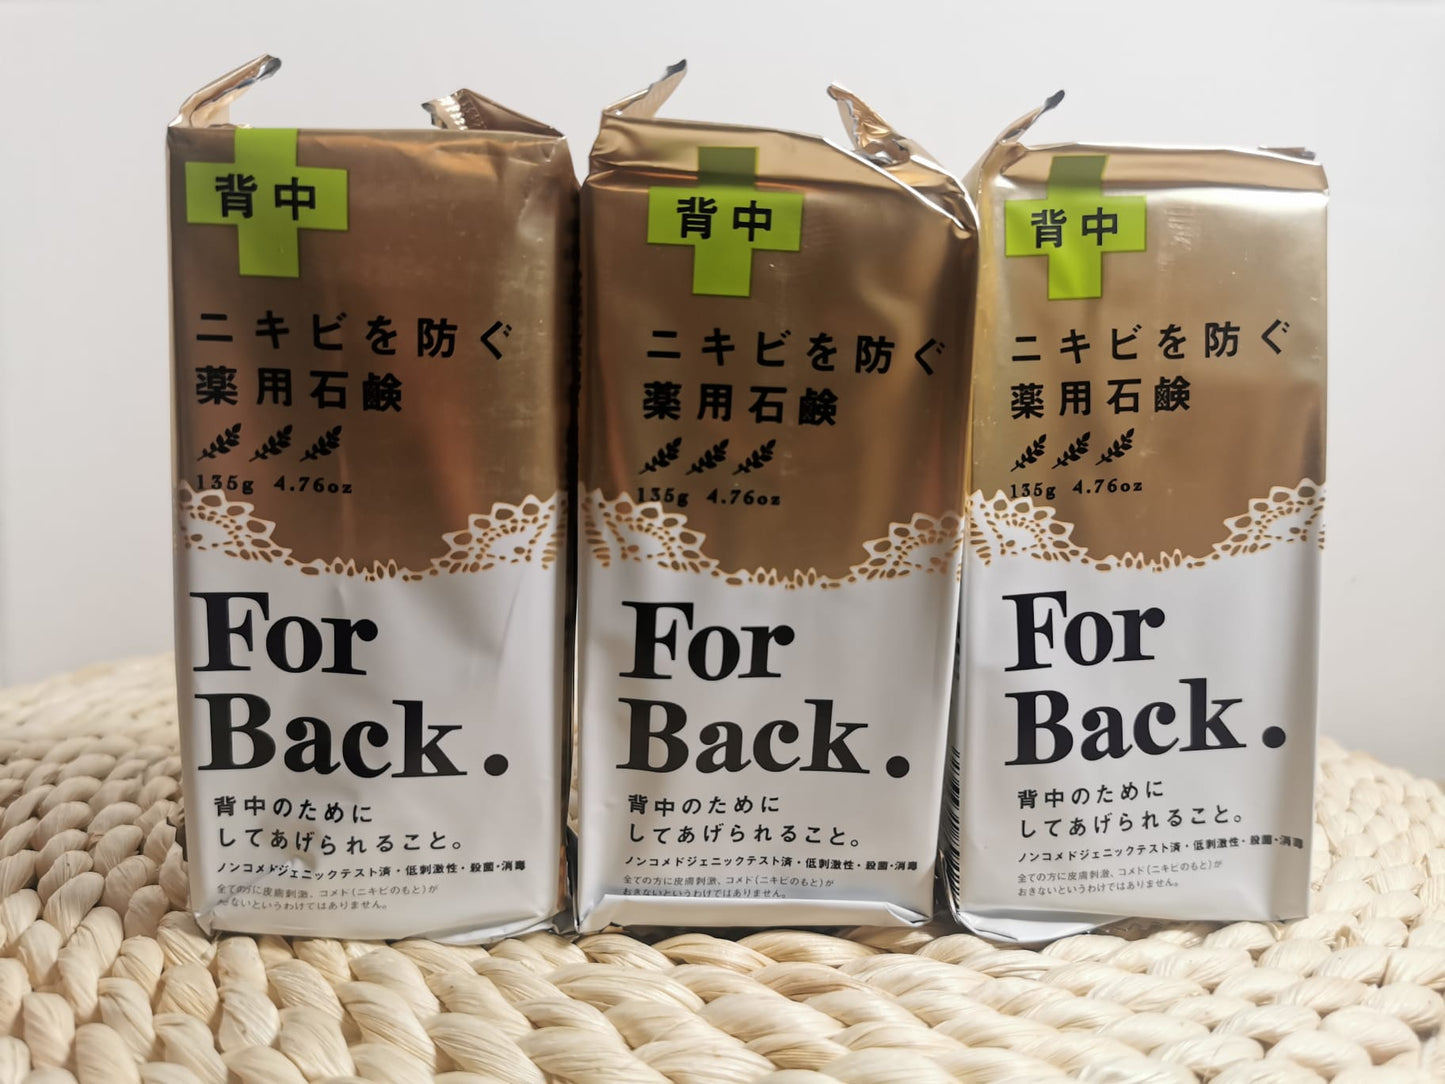 背中
ニキビを防ぐ
薬用石鹸
135g 4.76oz
For
Back.
背中のために
してあげられること。
ノンコメドジェニックテスト済・低刺激性・殺菌・消毒
全ての方に皮膚刺激、コメド(ニキビのもと)が
きないというわけではありません。
背中
ニキビを防ぐ
薬用石鹸
135g 4.76oz
For
Back.
背中のために
してあげられること。
ノンコメドジェニックテスト済・低刺激性・殺菌・消毒
全ての方に皮膚刺激、コメド(ニキビのもと)が
おきないというわけではありません。
背中
ニキビを防ぐ
薬用石鹸
135g 4.76oz
For
Back.
背中のために
してあげられること。
ノンコメドジェニックテスト済・低刺激性・殺菌・消毒
全ての方に皮膚刺激、コメド(ニキビのもと)が
おきないというわけではありません。